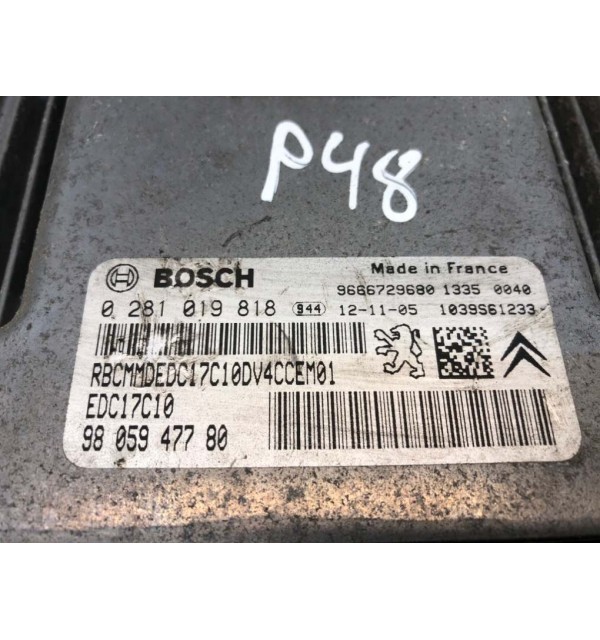 P48
BOSCH
Made in France
9666729680 1335 0040
0 281 019 818 944 12-11-05 1039S61233
RBCMMDEDC17C10DV4CCEM01
EDC17C10
98 059 477 80